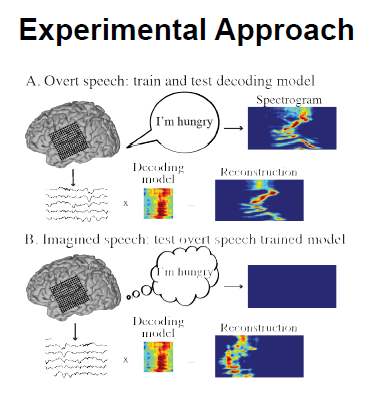 Experimental Approach
A. Overt speech: train and test decoding model
Spectrogram
I'm hungry
Decoding
model
Reconstruction
x
B. Imagined speech: test overt speech trained model
I'm hungry
Decoding
model
Reconstruction
x